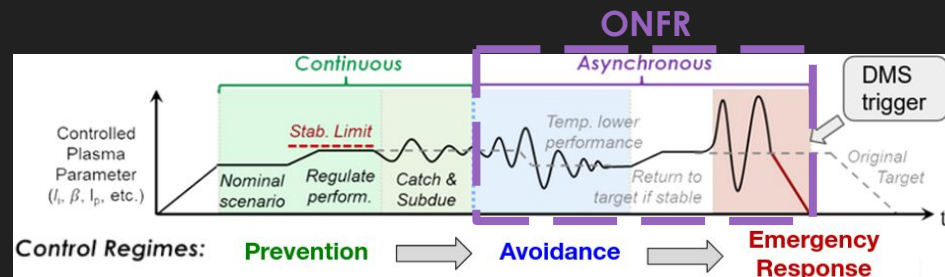 ONFR
Continuous
Asynchronous
DMS
trigger
Controlled
Plasma
Parameter
(lᵢ, β, Iₚ, etc.)
Stab. Limit
Nominal
scenario
Regulate
perform.
Catch &
Subdue
Temp. lower
performance
Return to
target if stable
Original
Target
t
Control Regimes:
Prevention
Avoidance
Emergency
Response